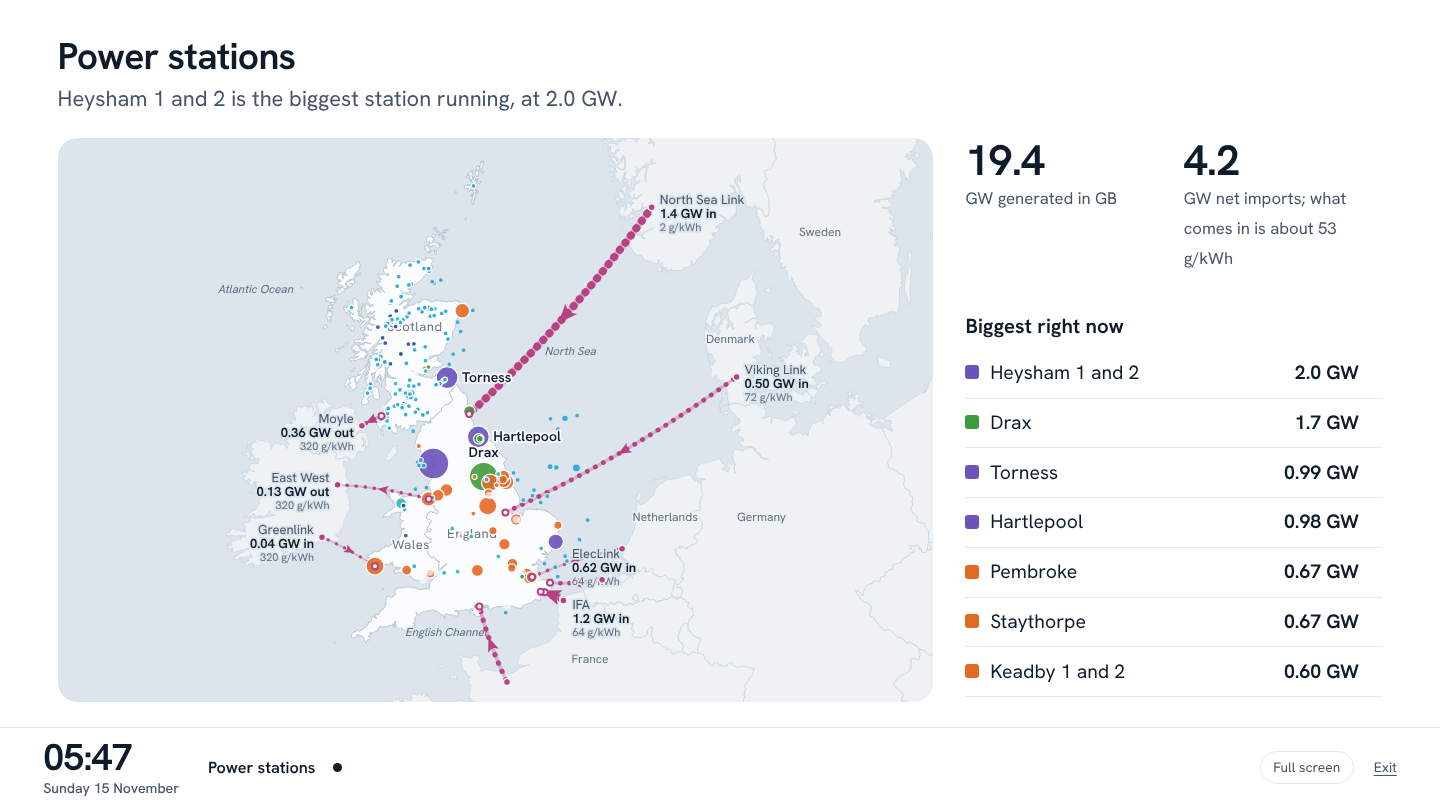 Power stations
Heysham 1 and 2 is the biggest station running, at 2.0 GW.
North Sea Link
1.4 GW in
2 g/kWh
Sweden
Atlantic Ocean
Scotland
North Sea
Denmark
Viking Link
0.50 GW in
72 g/kWh
Torness
Moyle
0.36 GW out
320 g/kWh
Hartlepool
Drax
East West
0.13 GW out
320 g/kWh
Netherlands
Germany
Greenlink
0.04 GW in
320 g/kWh
Wales
England
ElecLink
0.62 GW in
64 g/kWh
IFA
1.2 GW in
64 g/kWh
English Channel
France
19.4
GW generated in GB
4.2
GW net imports; what
comes in is about 53
g/kWh
Biggest right now
Heysham 1 and 2 2.0 GW
Drax 1.7 GW
Torness 0.99 GW
Hartlepool 0.98 GW
Pembroke 0.67 GW
Staythorpe 0.67 GW
Keadby 1 and 2 0.60 GW
05:47
Sunday 15 November
Power stations
Full screen
Exit